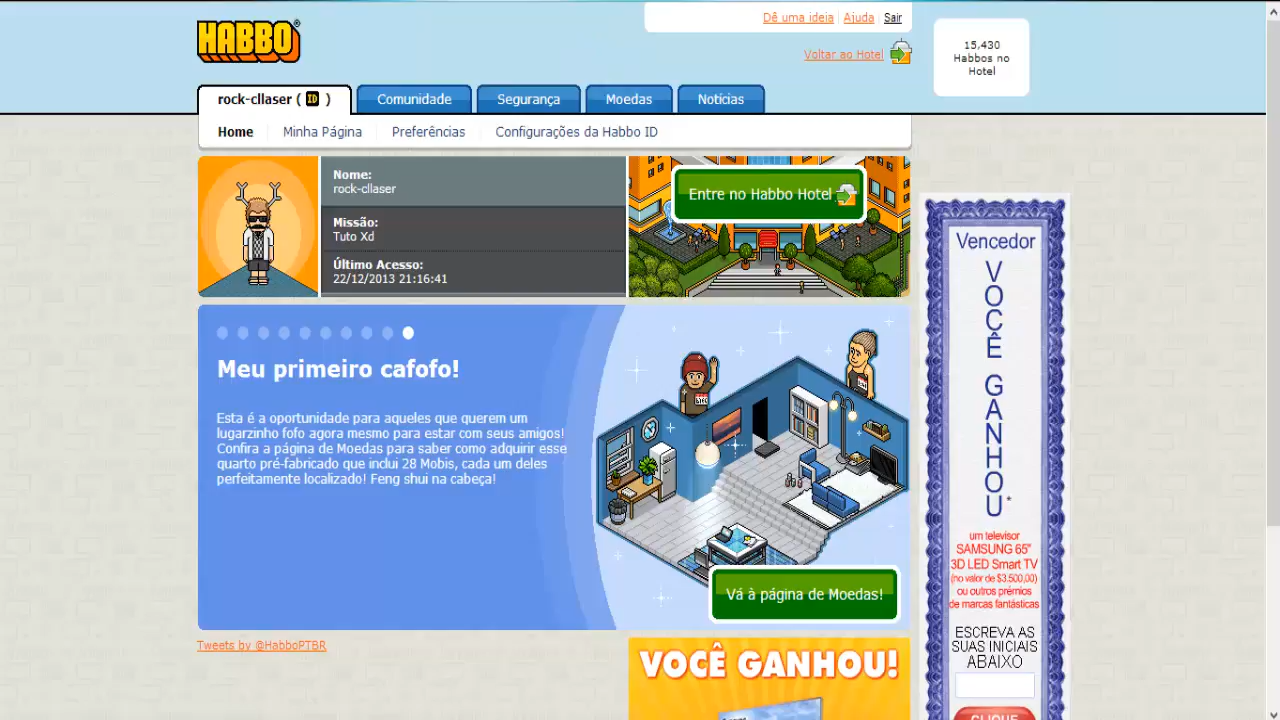 HABBO
Dê uma ideia
Ajuda
Sair
Voltar ao Hotel
15,430
Habbos no
Hotel
rock-cllaser ( ID )
Comunidade
Segurança
Moedas
Notícias
Home
Minha Página
Preferências
Configurações da Habbo ID
Nome:
rock-cllaser
Missão:
Tuto Xd
Último Acesso:
22/12/2013 21:16:41
Entre no Habbo Hotel
Meu primeiro cafofo!
Esta é a oportunidade para aqueles que querem um
lugarzinho fofo agora mesmo para estar com seus amigos!
Confira a página de Moedas para saber como adquirir esse
quarto pré-fabricado que inclui 28 Mobis, cada um deles
perfeitamente localizado! Feng shui na cabeça!
Vá à página de Moedas!
Tweets by @HabboPTBR
VOCÊ GANHOU!
Vencedor
VOCÊ GANHOU*
um televisor
SAMSUNG 65"
3D LED Smart TV
(no valor de $3.500,00)
ou outros prêmios
de marcas fantásticas
ESCREVA AS
SUAS INICIAIS
ABAIXO
CLIQUE